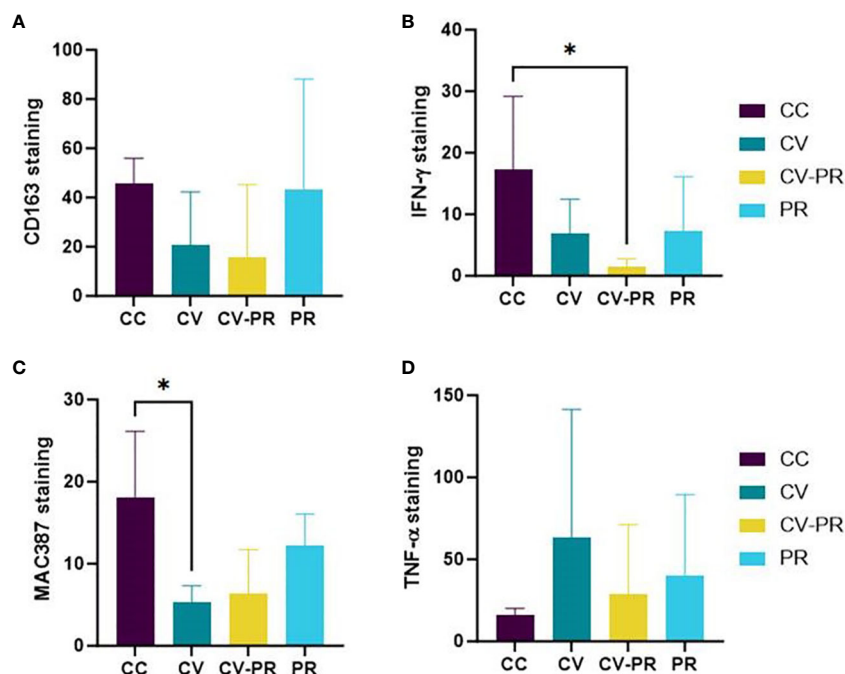 A
CD163 staining
100
80
60
40
20
0
CC CV CV-PR PR
B
IFN-γ staining
40
30
20
10
0
*
CC CV CV-PR PR
CC
CV
CV-PR
PR
C
MAC387 staining
30
20
10
0
*
CC CV CV-PR PR
D
TNF-α staining
150
100
50
0
CC CV CV-PR PR
CC
CV
CV-PR
PR